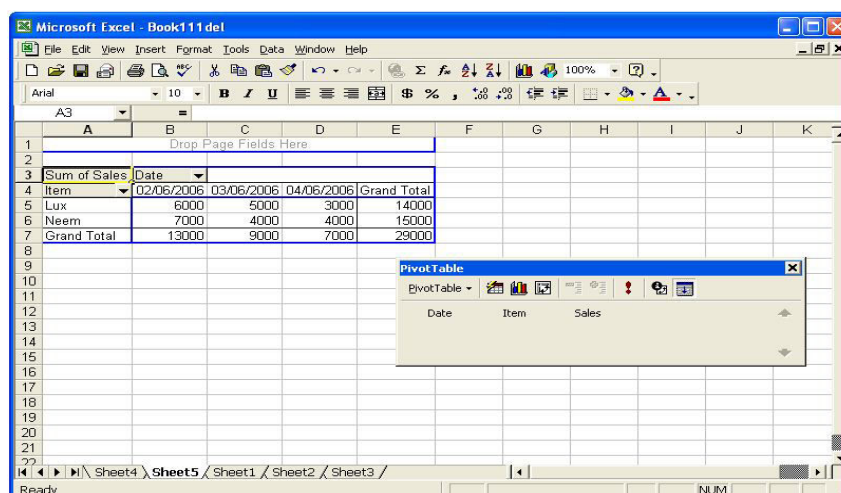 Microsoft Excel - Book111del
File Edit View Insert Format Tools Data Window Help
100%
Arial 10 B I U $ % ,
A3 =
A B C D E F G H I J K
1 Drop Page Fields Here
2
3 Sum of Sales Date
4 Item 02/06/2006 03/06/2006 04/06/2006 Grand Total
5 Lux 6000 5000 3000 14000
6 Neem 7000 4000 4000 15000
7 Grand Total 13000 9000 7000 29000
8
9
10
11
12
13
14
15
16
17
18
19
20
21
22
PivotTable
PivotTable
Date Item Sales
Sheet4 Sheet5 Sheet1 Sheet2 Sheet3
Ready NUM